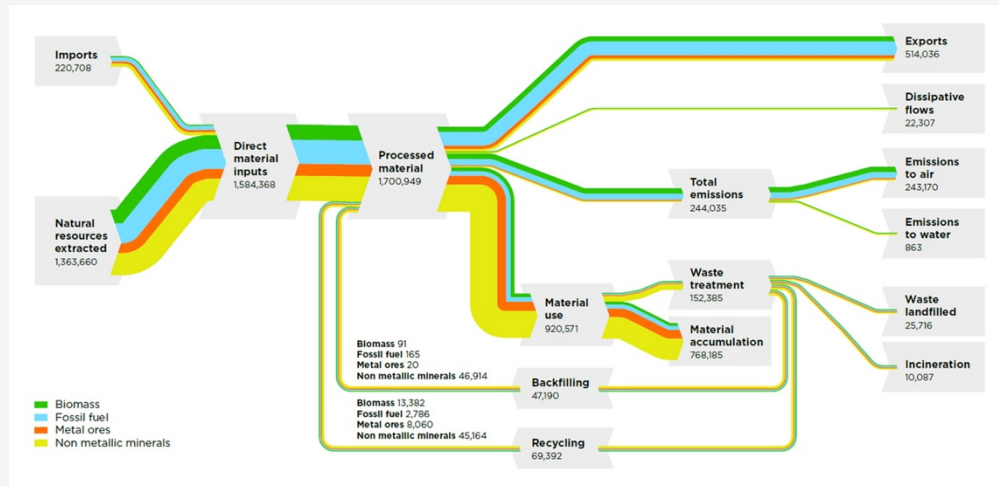 Imports
220,708
Natural
resources
extracted
1,363,660
Direct
material
inputs
1,584,368
Processed
material
1,700,949
Exports
514,036
Dissipative
flows
22,307
Total
emissions
244,035
Emissions
to air
243,170
Emissions
to water
863
Material
use
920,571
Waste
treatment
152,385
Material
accumulation
768,185
Waste
landfilled
25,716
Incineration
10,087
Biomass 91
Fossil fuel 165
Metal ores 20
Non metallic minerals 46,914
Backfilling
47,190
Biomass 13,382
Fossil fuel 2,786
Metal ores 8,060
Non metallic minerals 45,164
Recycling
69,392
Biomass
Fossil fuel
Metal ores
Non metallic minerals